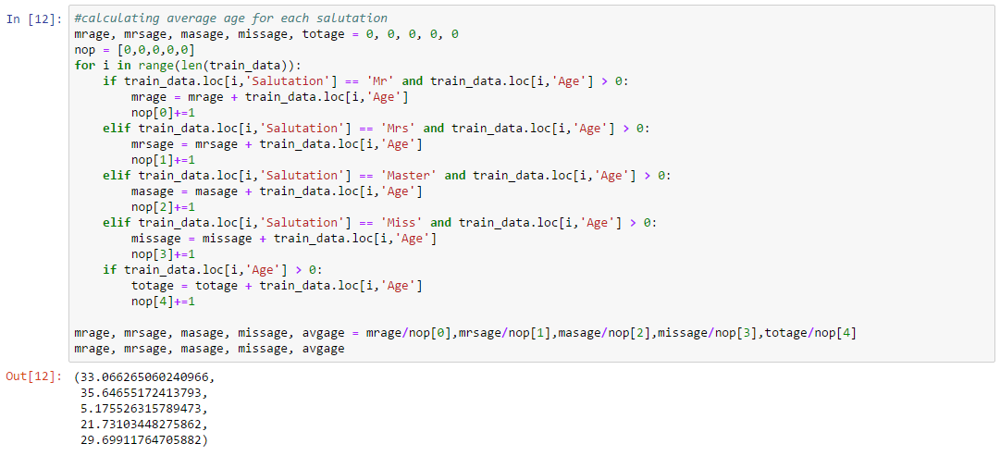 In [12]: #calculating average age for each salutation
mrage, mrsage, masage, missage, totage = 0, 0, 0, 0, 0
nop = [0,0,0,0,0]
for i in range(len(train_data)):
    if train_data.loc[i,'Salutation'] == 'Mr' and train_data.loc[i,'Age'] > 0:
        mrage = mrage + train_data.loc[i,'Age']
        nop[0]+=1
    elif train_data.loc[i,'Salutation'] == 'Mrs' and train_data.loc[i,'Age'] > 0:
        mrsage = mrsage + train_data.loc[i,'Age']
        nop[1]+=1
    elif train_data.loc[i,'Salutation'] == 'Master' and train_data.loc[i,'Age'] > 0:
        masage = masage + train_data.loc[i,'Age']
        nop[2]+=1
    elif train_data.loc[i,'Salutation'] == 'Miss' and train_data.loc[i,'Age'] > 0:
        missage = missage + train_data.loc[i,'Age']
        nop[3]+=1
    if train_data.loc[i,'Age'] > 0:
        totage = totage + train_data.loc[i,'Age']
        nop[4]+=1
mrage, mrsage, masage, missage, avgage = mrage/nop[0],mrsage/nop[1],masage/nop[2],missage/nop[3],totage/nop[4]
mrage, mrsage, masage, missage, avgage
Out[12]: (33.066265060240966,
35.64655172413793,
5.175526315789473,
21.73103448275862,
29.69911764705882)